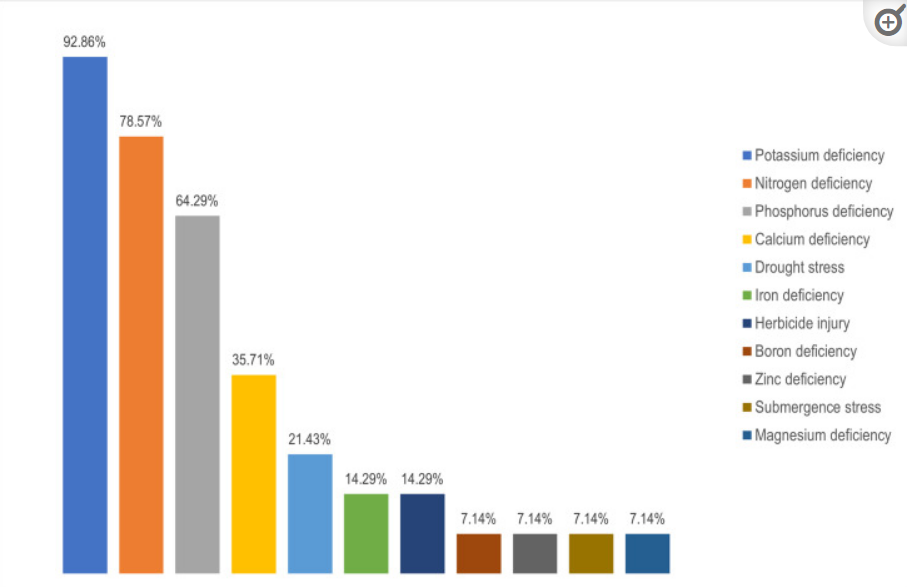 92.86%
78.57%
64.29%
35.71%
21.43%
14.29%
14.29%
7.14%
7.14%
7.14%
7.14%
Potassium deficiency
Nitrogen deficiency
Phosphorus deficiency
Calcium deficiency
Drought stress
Iron deficiency
Herbicide injury
Boron deficiency
Zinc deficiency
Submergence stress
Magnesium deficiency